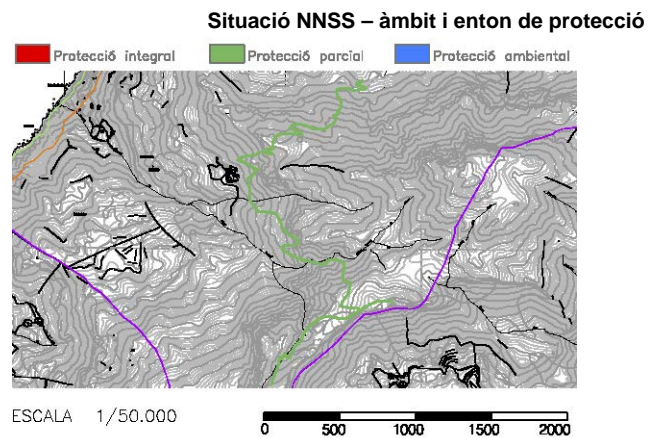 Situació NNSS – àmbit i enton de protecció
Protecció integral Protecció parcial Protecció ambiental
ESCALA 1/50.000
0 500 1000 1500 2000